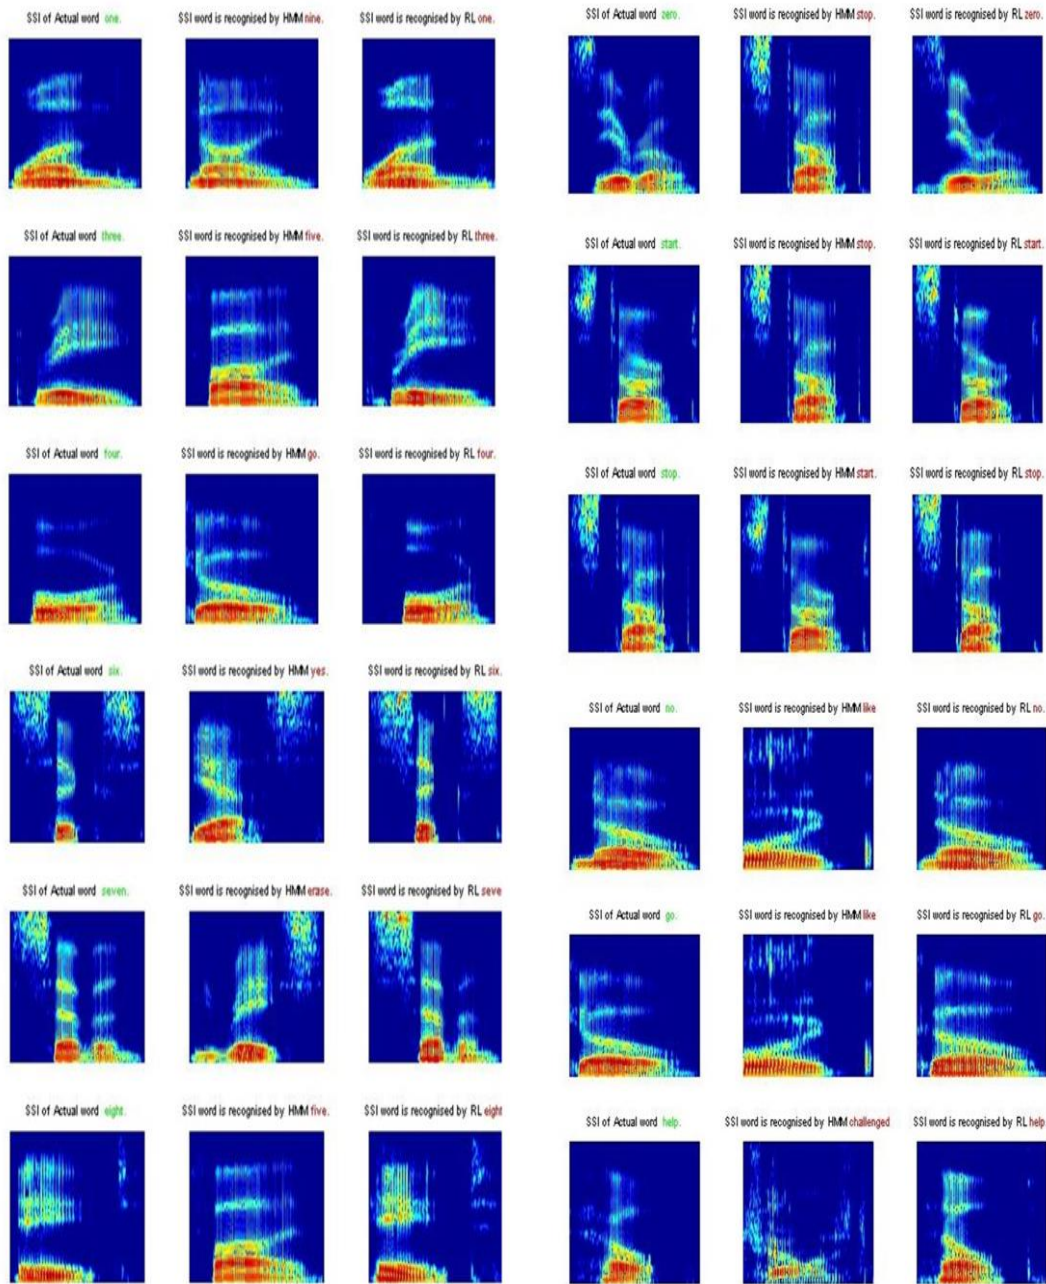 SSI of Actual word one.
SSI word is recognised by HMM nine.
SSI word is recognised by RL one.
SSI of Actual word three.
SSI word is recognised by HMM five.
SSI word is recognised by RL three.
SSI of Actual word four.
SSI word is recognised by HMM go.
SSI word is recognised by RL four.
SSI of Actual word six.
SSI word is recognised by HMM yes.
SSI word is recognised by RL six.
SSI of Actual word seven.
SSI word is recognised by HMM erase.
SSI word is recognised by RL seve
SSI of Actual word eight.
SSI word is recognised by HMM five.
SSI word is recognised by RL eight
SSI of Actual word zero.
SSI word is recognised by HMM stop.
SSI word is recognised by RL zero.
SSI of Actual word start.
SSI word is recognised by HMM stop.
SSI word is recognised by RL start.
SSI of Actual word stop.
SSI word is recognised by HMM start.
SSI word is recognised by RL stop.
SSI of Actual word no.
SSI word is recognised by HMM like
SSI word is recognised by RL no.
SSI of Actual word go.
SSI word is recognised by HMM like
SSI word is recognised by RL go.
SSI of Actual word help.
SSI word is recognised by HMM challenged
SSI word is recognised by RL help